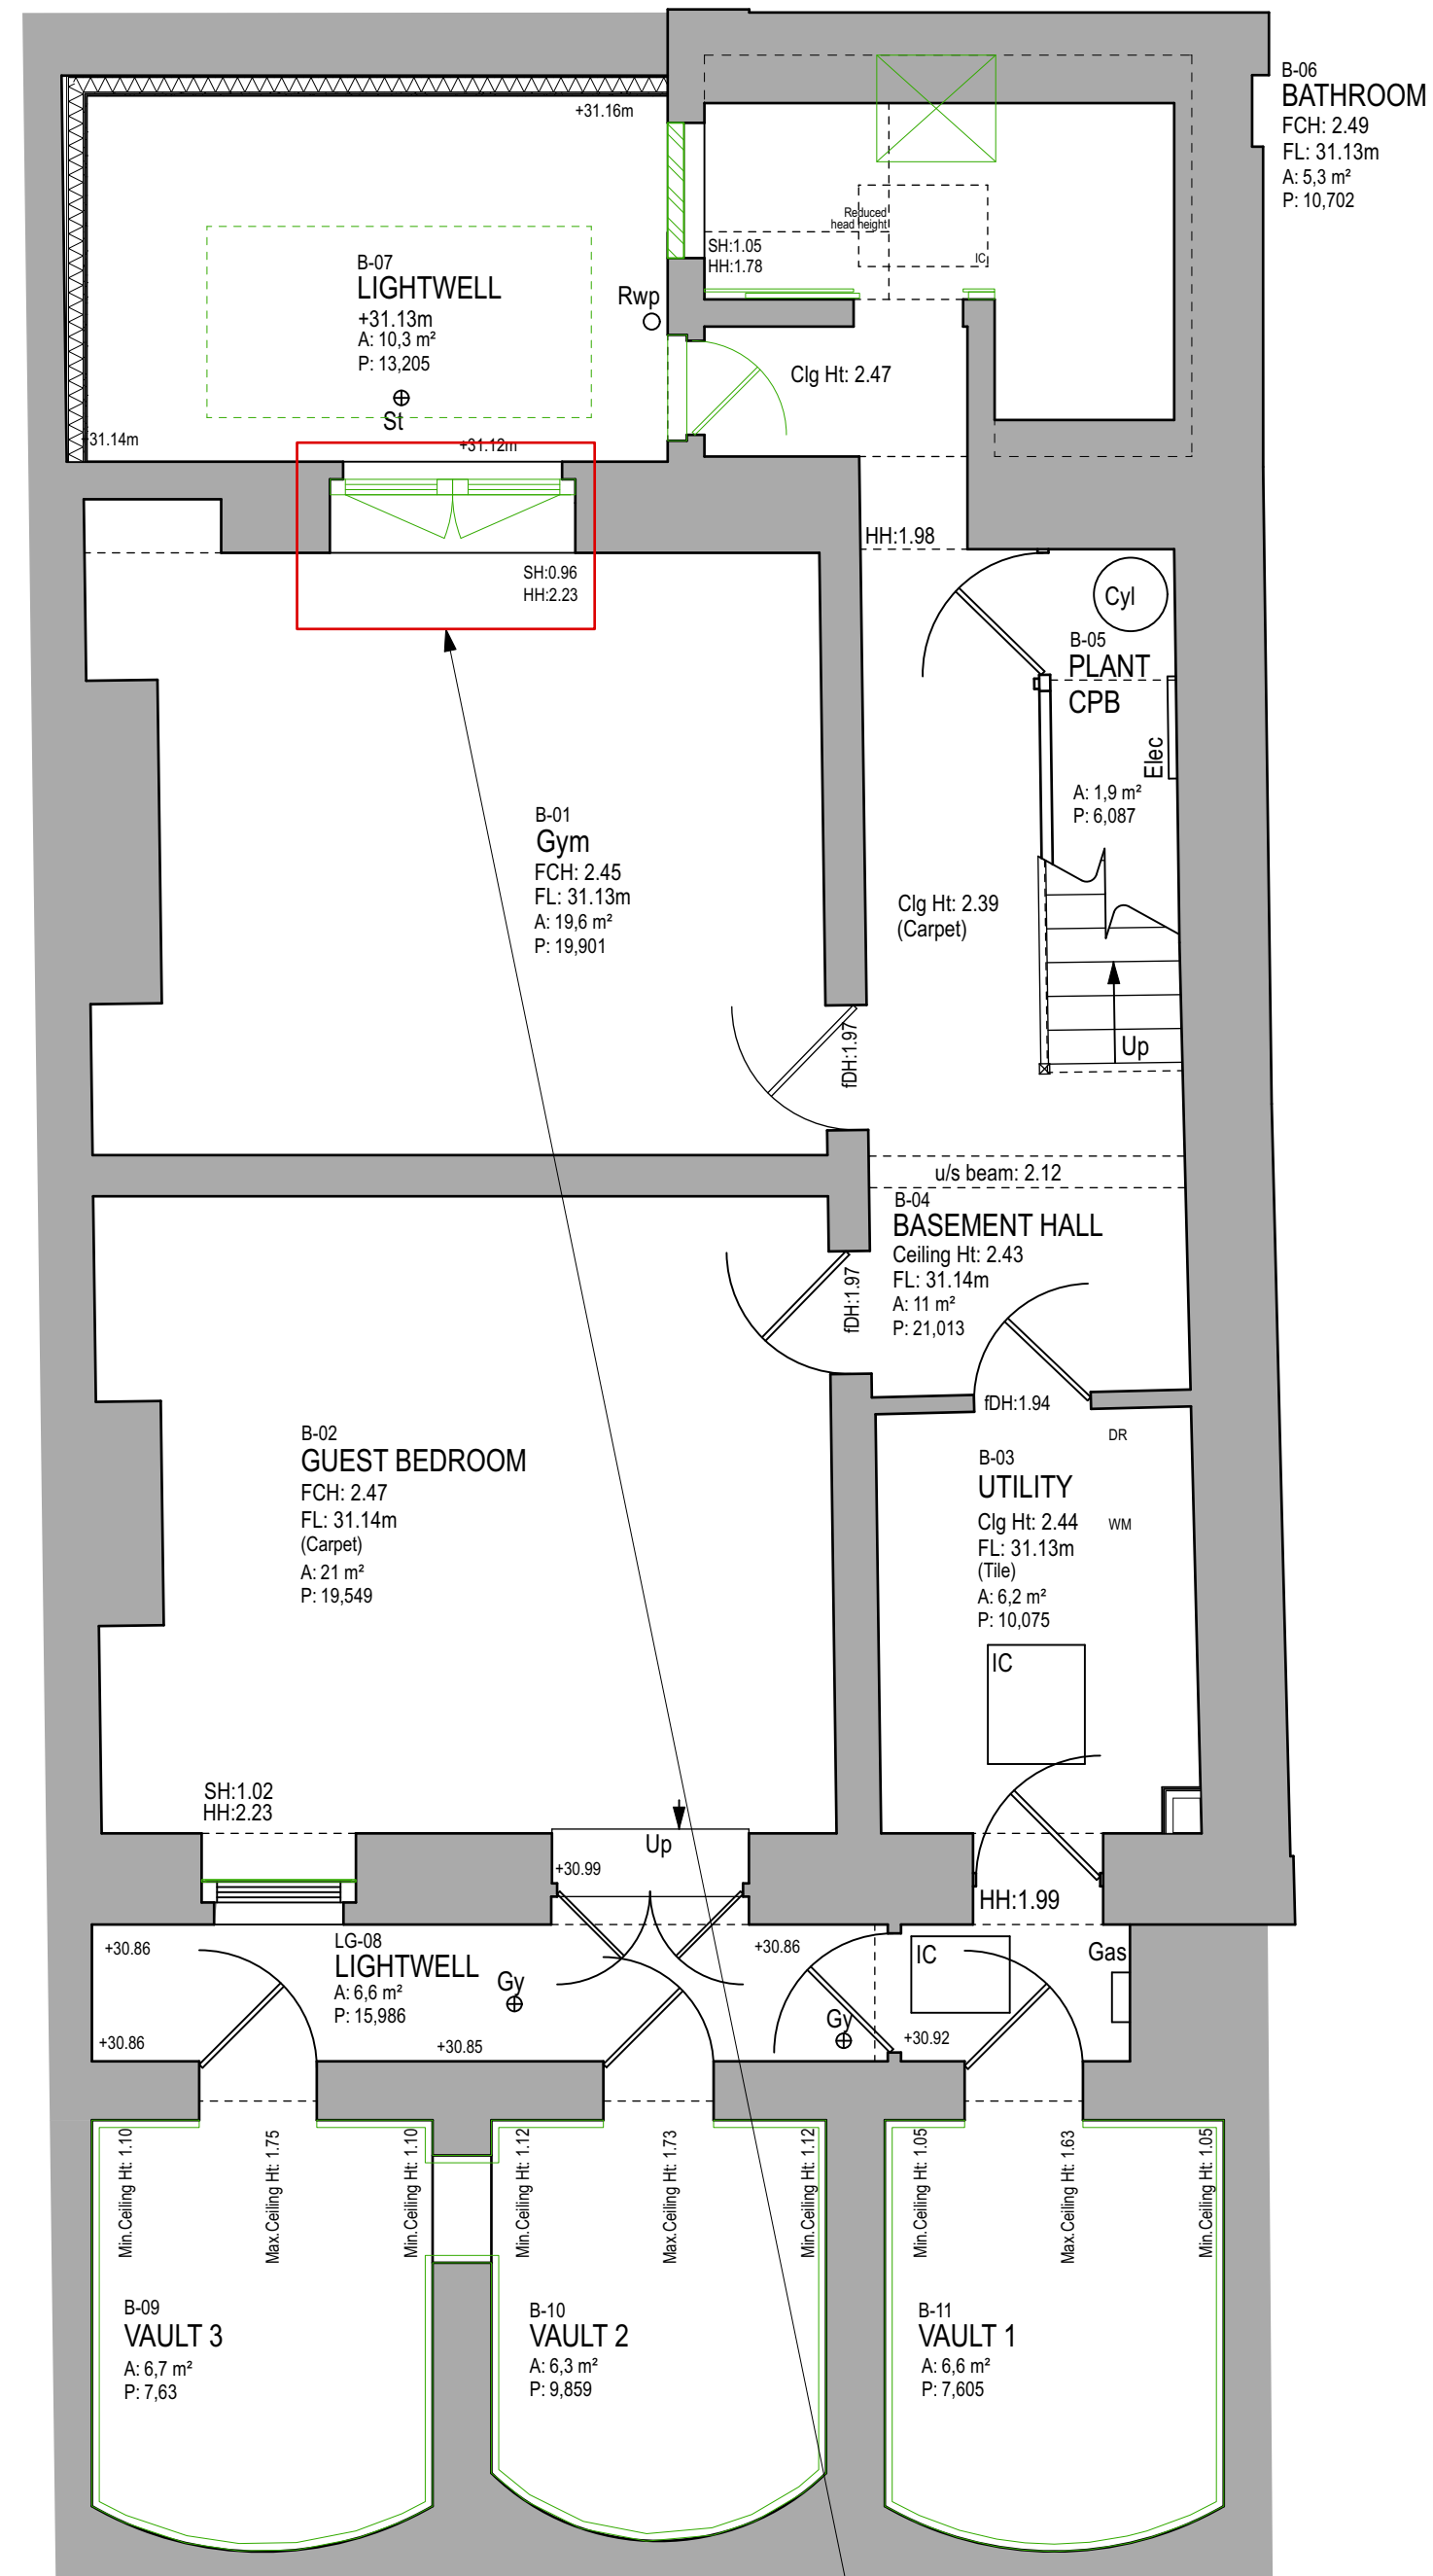 B-06
BATHROOM
FCH: 2.49
FL: 31.13m
A: 5,3 m²
P: 10,702
+31.16m
Reduced
head height
IC
SH:1.05
HH:1.78
B-07
LIGHTWELL
+31.13m
A: 10,3 m²
P: 13,205
St
Rwp
Clg Ht: 2.47
+31.14m
+31.12m
HH:1.98
SH:0.96
HH:2.23
Cyl
B-05
PLANT
CPB
Elec
A: 1,9 m²
P: 6,087
B-01
Gym
FCH: 2.45
FL: 31.13m
A: 19,6 m²
P: 19,901
Clg Ht: 2.39
(Carpet)
Up
fDH:1.97
u/s beam: 2.12
B-04
BASEMENT HALL
Ceiling Ht: 2.43
FL: 31.14m
A: 11 m²
P: 21,013
fDH:1.97
fDH:1.94
DR
B-02
GUEST BEDROOM
FCH: 2.47
FL: 31.14m
(Carpet)
A: 21 m²
P: 19,549
B-03
UTILITY
Clg Ht: 2.44
FL: 31.13m
(Tile)
A: 6,2 m²
P: 10,075
WM
IC
SH:1.02
HH:2.23
Up
+30.99
HH:1.99
+30.86
LG-08
LIGHTWELL
A: 6,6 m²
P: 15,986
Gy
+30.86
IC
Gas
+30.86
+30.85
Gy
+30.92
Min.Ceiling Ht: 1.10
Max.Ceiling Ht: 1.75
Min.Ceiling Ht: 1.10
Min.Ceiling Ht: 1.12
Max.Ceiling Ht: 1.73
Min.Ceiling Ht: 1.12
Min.Ceiling Ht: 1.05
Max.Ceiling Ht: 1.63
Min.Ceiling Ht: 1.05
B-09
VAULT 3
A: 6,7 m²
P: 7,63
B-10
VAULT 2
A: 6,3 m²
P: 9,859
B-11
VAULT 1
A: 6,6 m²
P: 7,605